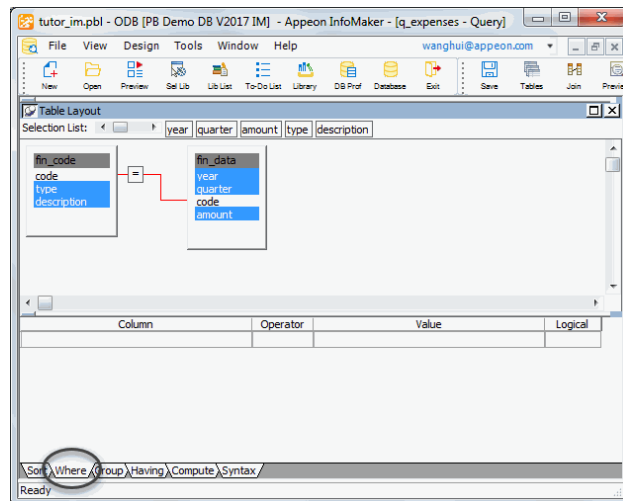 tutor_im.pbl - ODB [PB Demo DB V2017 IM] - Appeon InfoMaker - [q_expenses - Query]
File View Design Tools Window Help wanghui@appeon.com
New Open Preview Sel Lib Lib List To-Do List Library DB Prof Database Exit Save Tables Join Previe
Table Layout
Selection List: year quarter amount type description
fin_code fin_data
code = year
type quarter
description code
amount
Column Operator Value Logical
Sort Where Group Having Compute Syntax
Ready